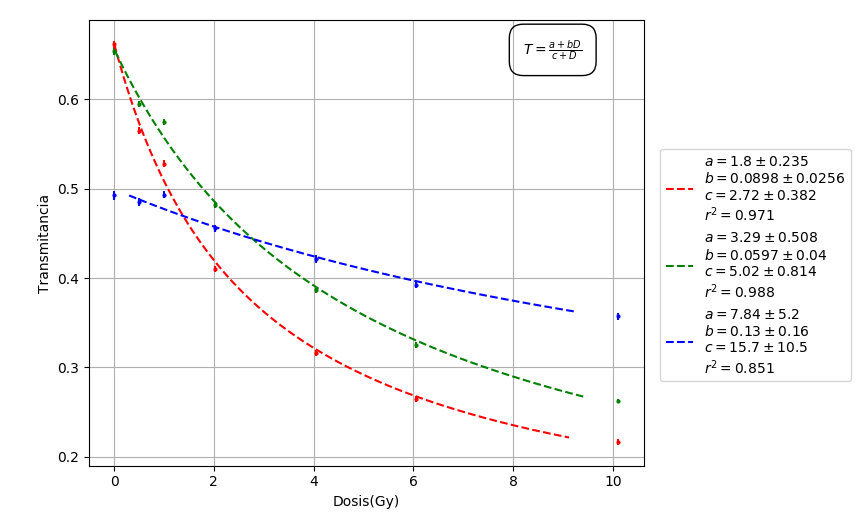 T = \frac{a+bD}{c+D}
0.6
0.5
0.4
0.3
0.2
Transmitancia
0 2 4 6 8 10
Dosis(Gy)
a = 1.8 ± 0.235
b = 0.0898 ± 0.0256
c = 2.72 ± 0.382
r² = 0.971
a = 3.29 ± 0.508
b = 0.0597 ± 0.04
c = 5.02 ± 0.814
r² = 0.988
a = 7.84 ± 5.2
b = 0.13 ± 0.16
c = 15.7 ± 10.5
r² = 0.851